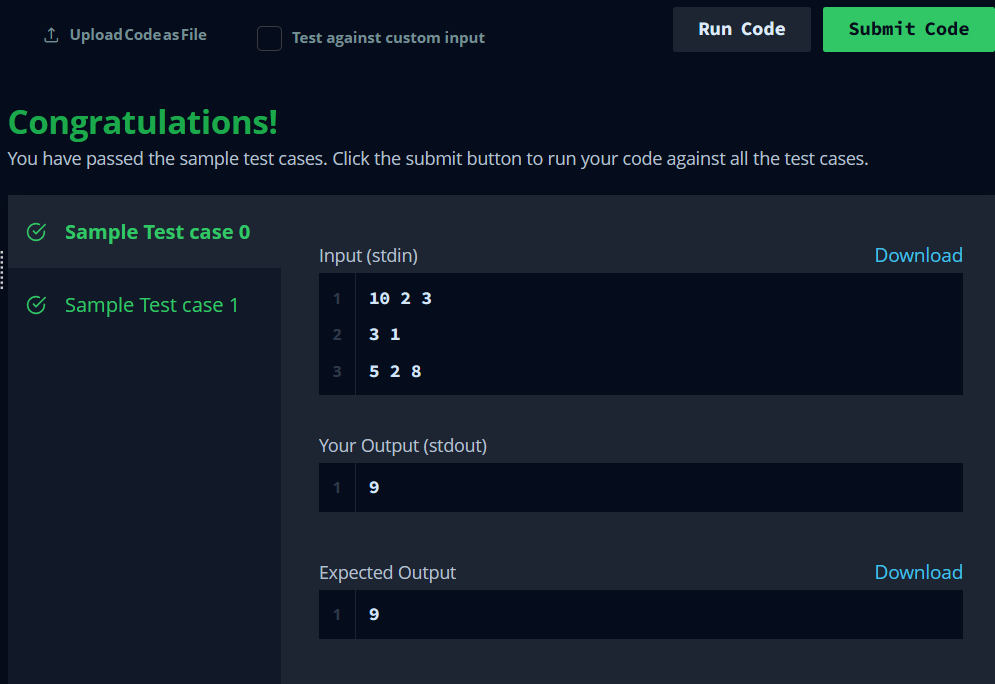 Upload Code as File
Test against custom input
Run Code
Submit Code
Congratulations!
You have passed the sample test cases. Click the submit button to run your code against all the test cases.
Sample Test case 0
Sample Test case 1
Input (stdin)
Download
1 10 2 3
2 3 1
3 5 2 8
Your Output (stdout)
1 9
Expected Output
Download
1 9